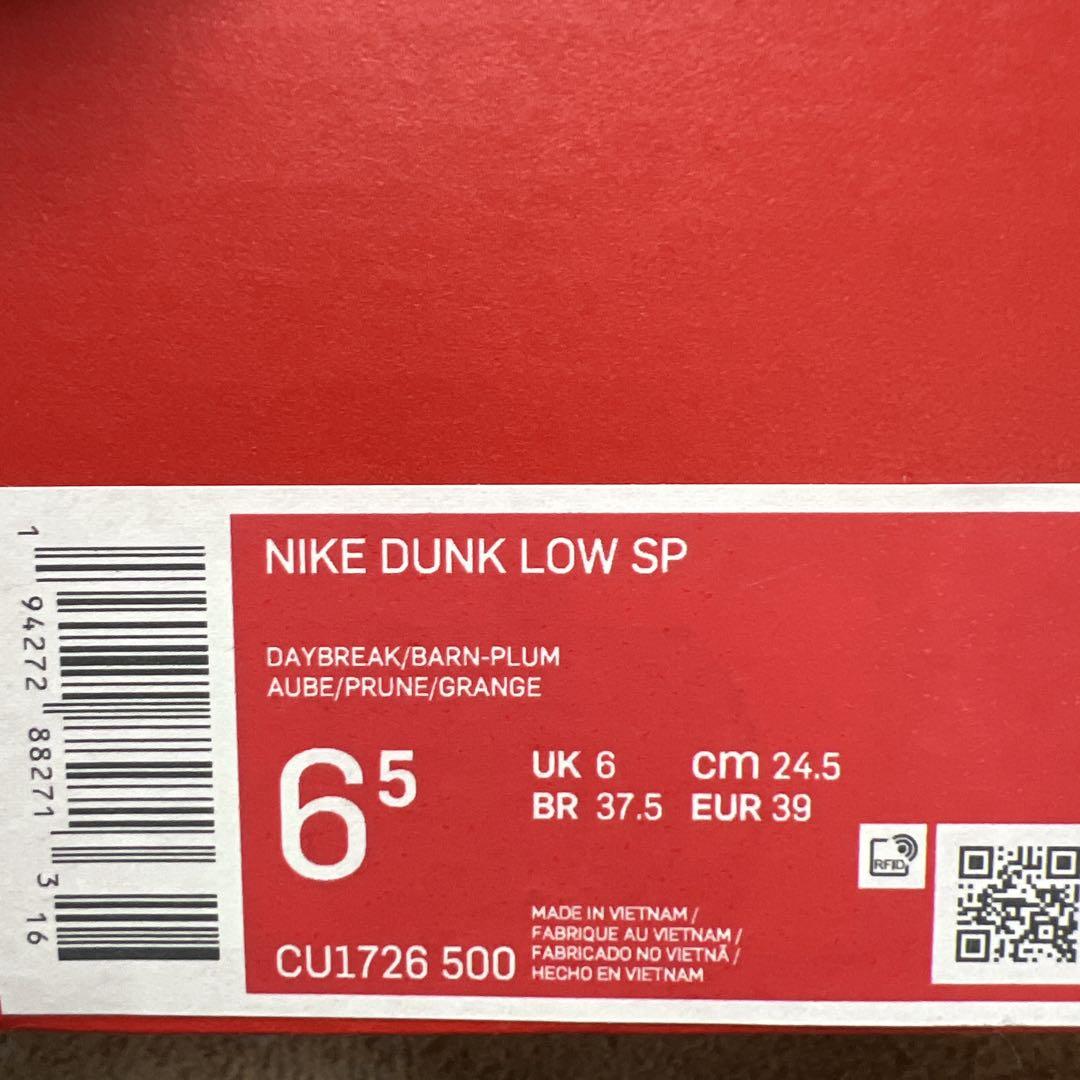 NIKE DUNK LOW SP
DAYBREAK/BARN-PLUM
AUBE/PRUNE/GRANGE
6⁵
UK 6 cm 24.5
BR 37.5 EUR 39
RFID
CU1726 500
MADE IN VIETNAM /
FABRIQUE AU VIETNAM /
FABRICADO NO VIETNÃ /
HECHO EN VIETNAM
1 94272 88271 3 16